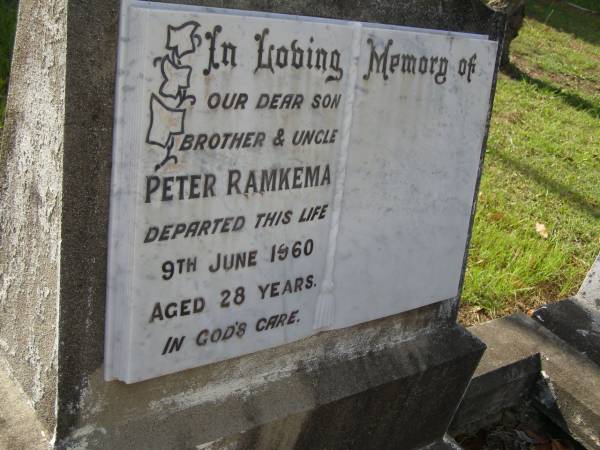 In Loving Memory of
OUR DEAR SON
BROTHER & UNCLE
PETER RAMKEMA
DEPARTED THIS LIFE
9TH JUNE 1960
AGED 28 YEARS.
IN GOD'S CARE.